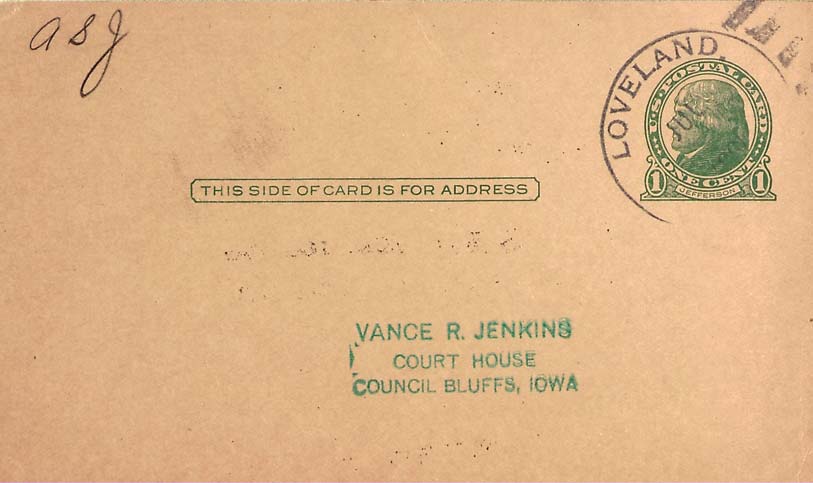 a S J
LOVELAND.
U.S. POSTAL CARD
JUL
ONE CENT
1 JEFFERSON 1
THIS SIDE OF CARD IS FOR ADDRESS
VANCE R. JENKINS
COURT HOUSE
COUNCIL BLUFFS, IOWA